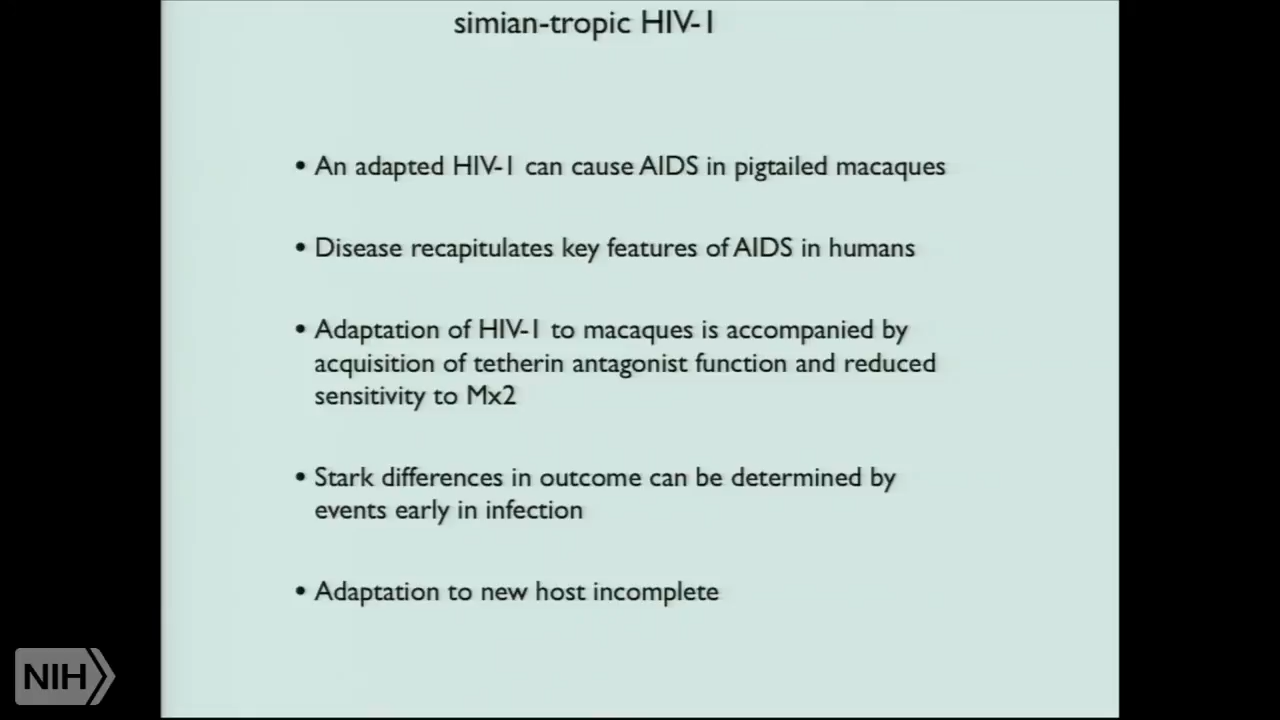 simian-tropic HIV-1
• An adapted HIV-1 can cause AIDS in pigtailed macaques
• Disease recapitulates key features of AIDS in humans
• Adaptation of HIV-1 to macaques is accompanied by
acquisition of tetherin antagonist function and reduced
sensitivity to Mx2
• Stark differences in outcome can be determined by
events early in infection
• Adaptation to new host incomplete
NIH